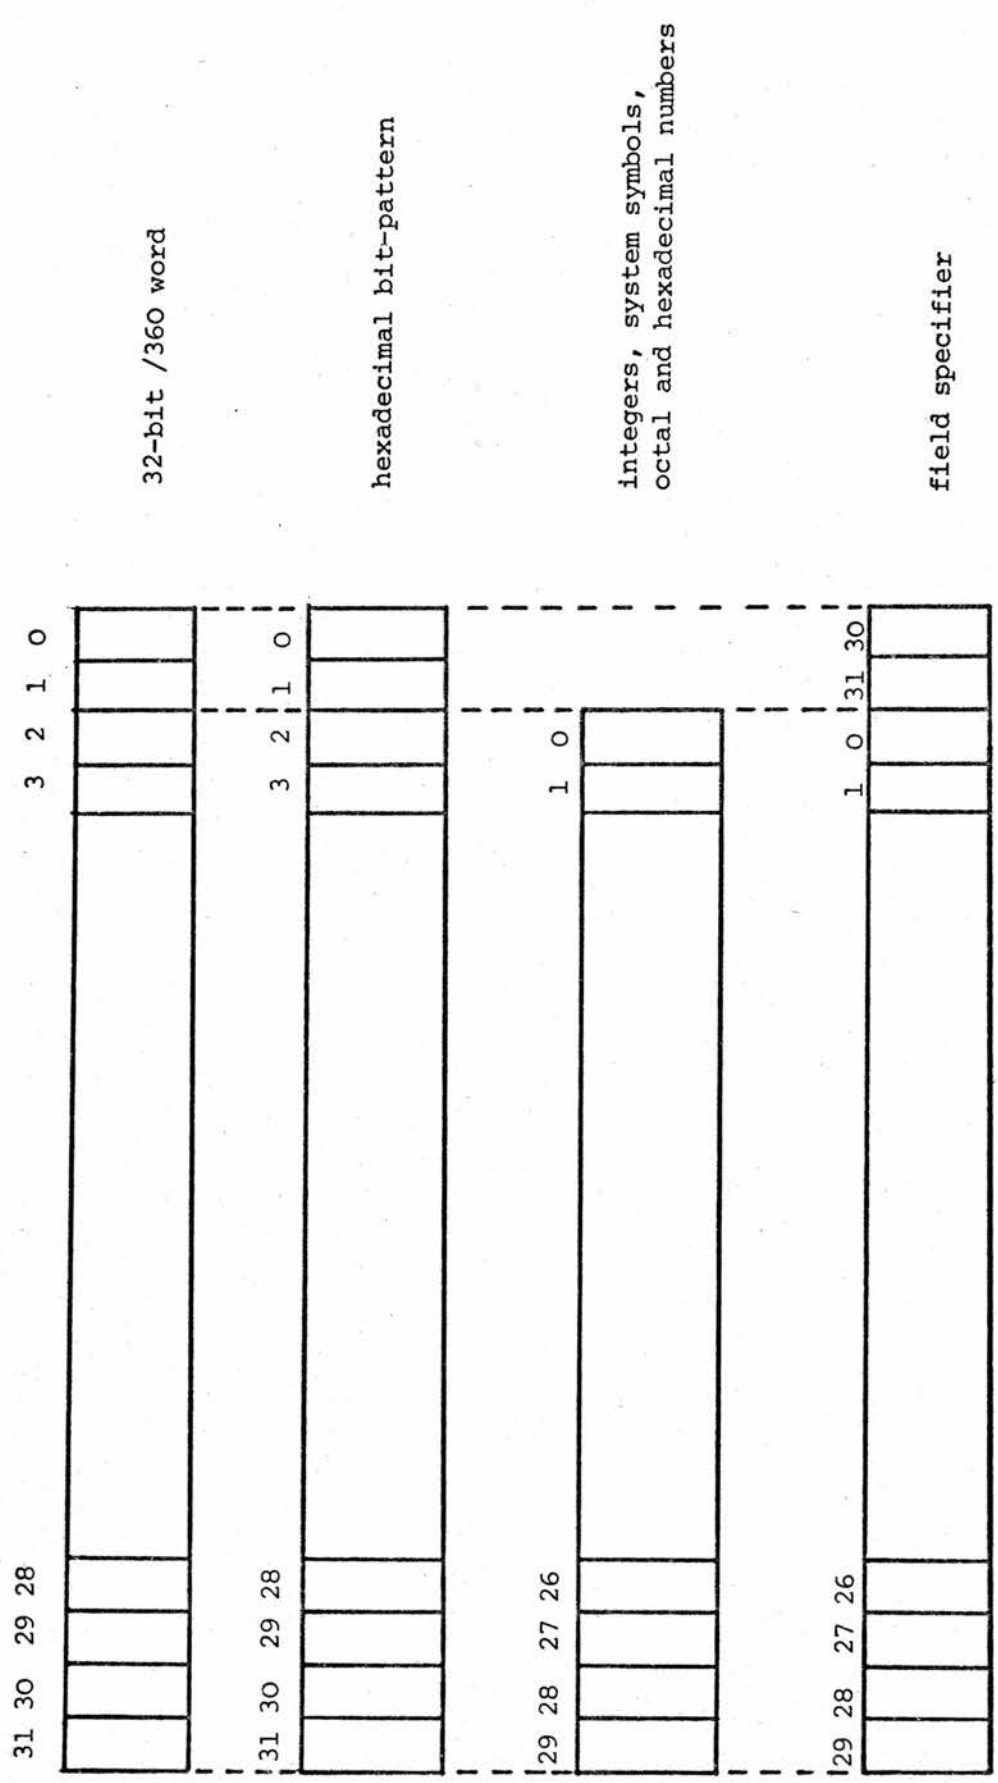 31 30 29 28 3 2 1 0
32-bit /360 word
31 30 29 28 3 2 1 0
hexadecimal bit-pattern
29 28 27 26 1 0
integers, system symbols,
octal and hexadecimal numbers
29 28 27 26 1 0 31 30
field specifier